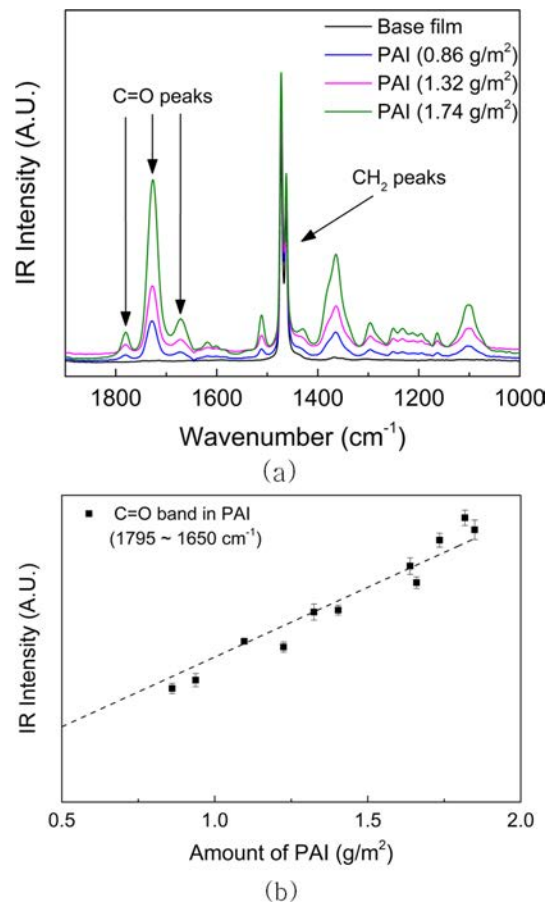 Base film
PAI (0.86 g/m²)
PAI (1.32 g/m²)
PAI (1.74 g/m²)
C=O peaks
CH₂ peaks
IR Intensity (A.U.)
1800 1600 1400 1200 1000
Wavenumber (cm⁻¹)
(a)
C=O band in PAI
(1795 ~ 1650 cm⁻¹)
IR Intensity (A.U.)
0.5 1.0 1.5 2.0
Amount of PAI (g/m²)
(b)